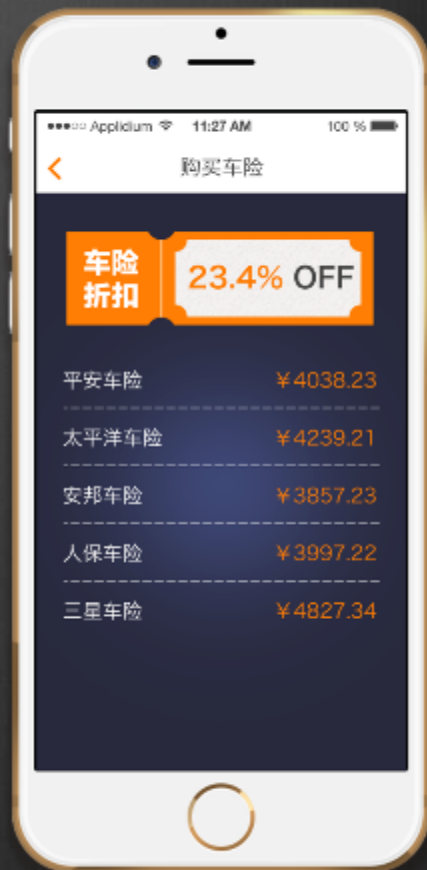 Applidium 11:27 AM 100 %
购买车险
车险
折扣
23.4% OFF
平安车险 ￥4038.23
太平洋车险 ￥4239.21
安邦车险 ￥3857.23
人保车险 ￥3997.22
三星车险 ￥4827.34